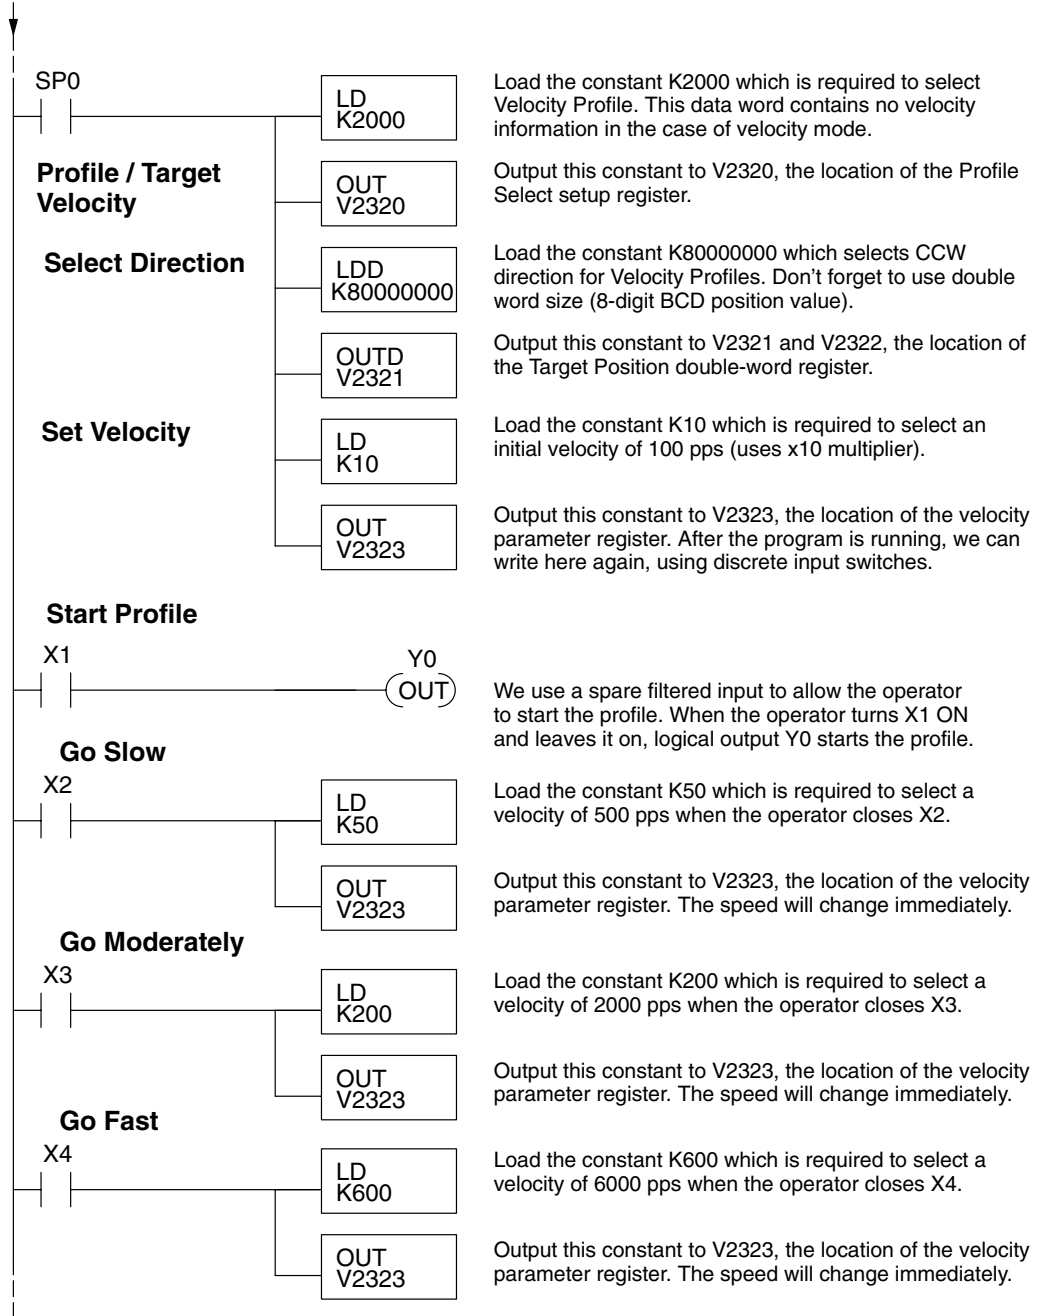 SP0
LD
K2000
Load the constant K2000 which is required to select
Velocity Profile. This data word contains no velocity
information in the case of velocity mode.
Profile / Target
Velocity
OUT
V2320
Output this constant to V2320, the location of the Profile
Select setup register.
Select Direction
LDD
K80000000
Load the constant K80000000 which selects CCW
direction for Velocity Profiles. Don’t forget to use double
word size (8-digit BCD position value).
OUTD
V2321
Output this constant to V2321 and V2322, the location of
the Target Position double-word register.
Set Velocity
LD
K10
Load the constant K10 which is required to select an
initial velocity of 100 pps (uses x10 multiplier).
OUT
V2323
Output this constant to V2323, the location of the velocity
parameter register. After the program is running, we can
write here again, using discrete input switches.
Start Profile
X1
Y0
OUT
We use a spare filtered input to allow the operator
to start the profile. When the operator turns X1 ON
and leaves it on, logical output Y0 starts the profile.
Go Slow
X2
LD
K50
Load the constant K50 which is required to select a
velocity of 500 pps when the operator closes X2.
OUT
V2323
Output this constant to V2323, the location of the velocity
parameter register. The speed will change immediately.
Go Moderately
X3
LD
K200
Load the constant K200 which is required to select a
velocity of 2000 pps when the operator closes X3.
OUT
V2323
Output this constant to V2323, the location of the velocity
parameter register. The speed will change immediately.
Go Fast
X4
LD
K600
Load the constant K600 which is required to select a
velocity of 6000 pps when the operator closes X4.
OUT
V2323
Output this constant to V2323, the location of the velocity
parameter register. The speed will change immediately.